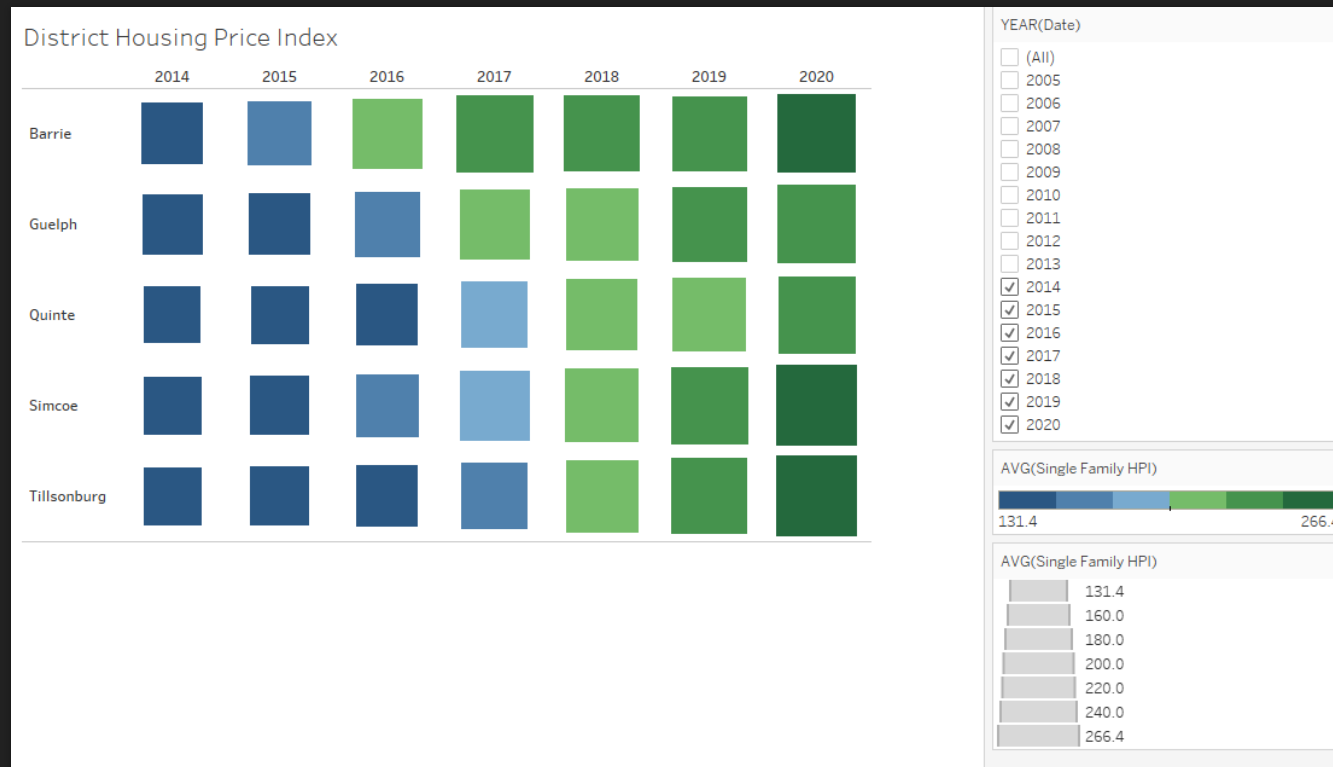 District Housing Price Index
2014 2015 2016 2017 2018 2019 2020
Barrie
Guelph
Quinte
Simcoe
Tillsonburg
YEAR(Date)
(All)
2005
2006
2007
2008
2009
2010
2011
2012
2013
2014
2015
2016
2017
2018
2019
2020
AVG(Single Family HPI)
131.4 266.4
AVG(Single Family HPI)
131.4
160.0
180.0
200.0
220.0
240.0
266.4